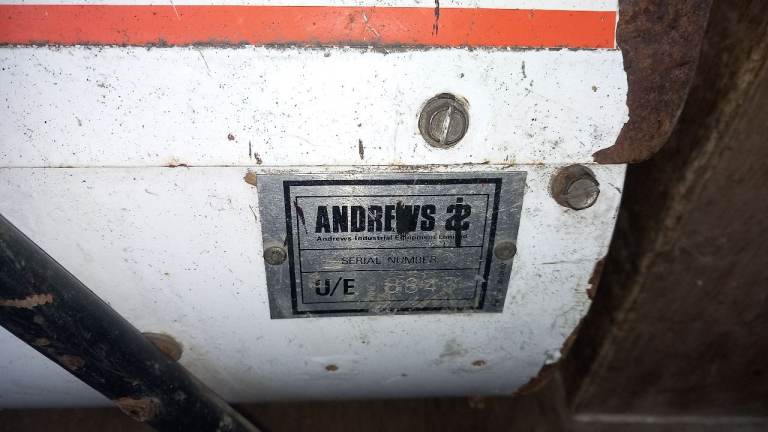 ANDREWS
Andrews Industrial Equipment Limited
SERIAL NUMBER
U/E